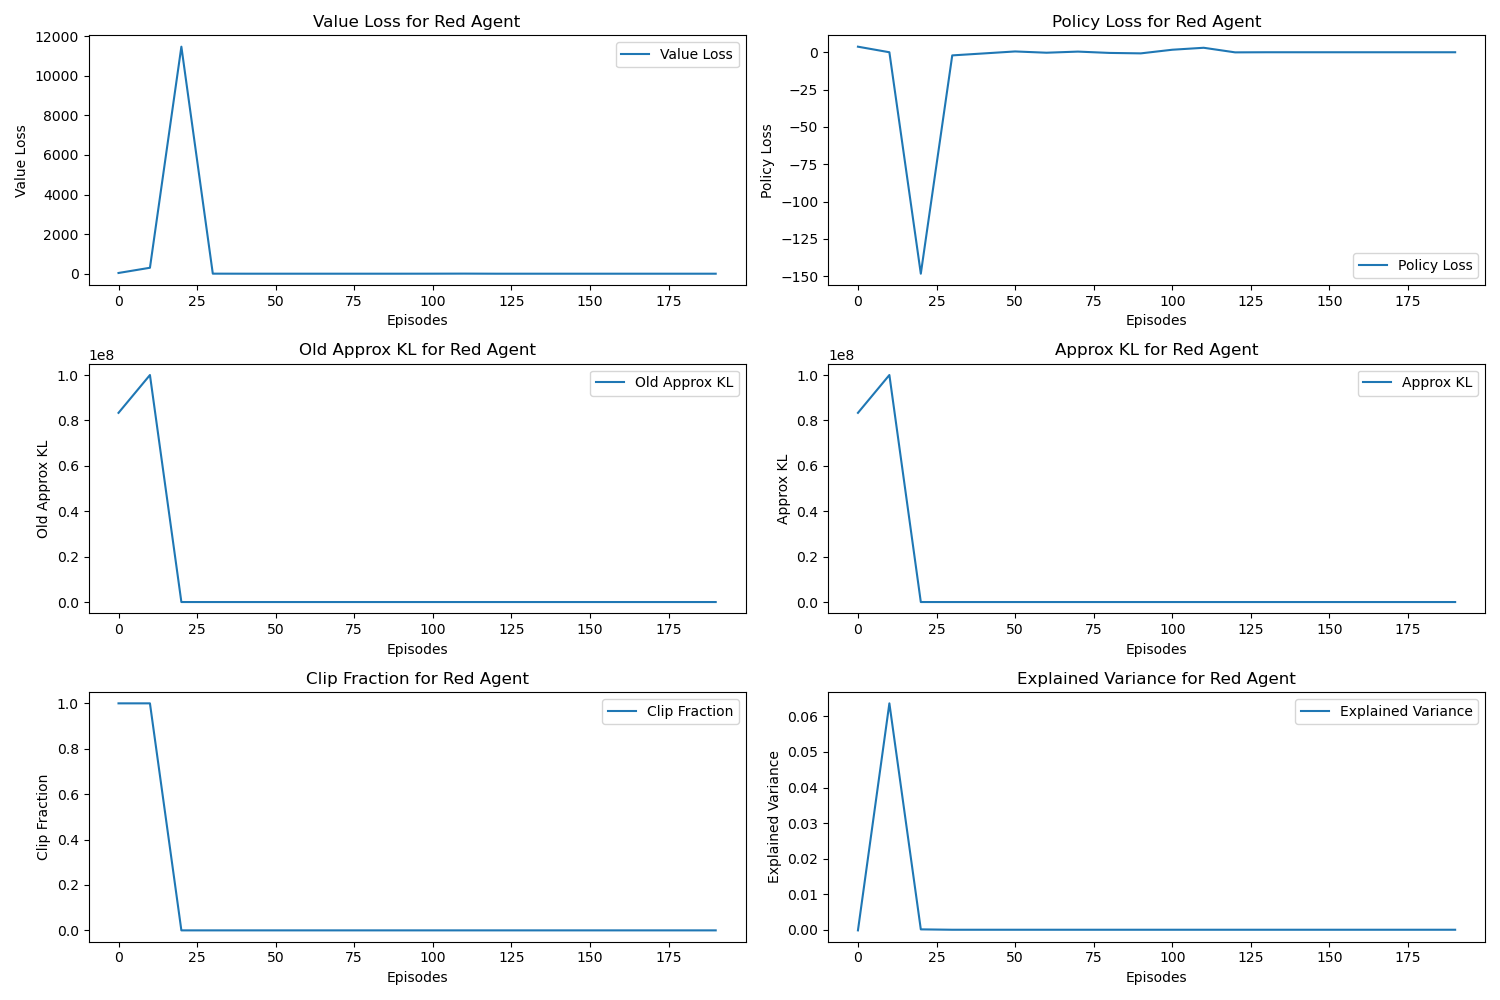 Value Loss for Red Agent
Value Loss
12000
10000
8000
6000
4000
2000
0
Value Loss
0 25 50 75 100 125 150 175
Episodes
Policy Loss for Red Agent
0
−25
−50
−75
−100
−125
−150
Policy Loss
Policy Loss
0 25 50 75 100 125 150 175
Episodes
Old Approx KL for Red Agent
1e8
Old Approx KL
1.0
0.8
0.6
0.4
0.2
0.0
Old Approx KL
0 25 50 75 100 125 150 175
Episodes
Approx KL for Red Agent
1e8
Approx KL
1.0
0.8
0.6
0.4
0.2
0.0
Approx KL
0 25 50 75 100 125 150 175
Episodes
Clip Fraction for Red Agent
Clip Fraction
1.0
0.8
0.6
0.4
0.2
0.0
Clip Fraction
0 25 50 75 100 125 150 175
Episodes
Explained Variance for Red Agent
Explained Variance
0.06
0.05
0.04
0.03
0.02
0.01
0.00
Explained Variance
0 25 50 75 100 125 150 175
Episodes